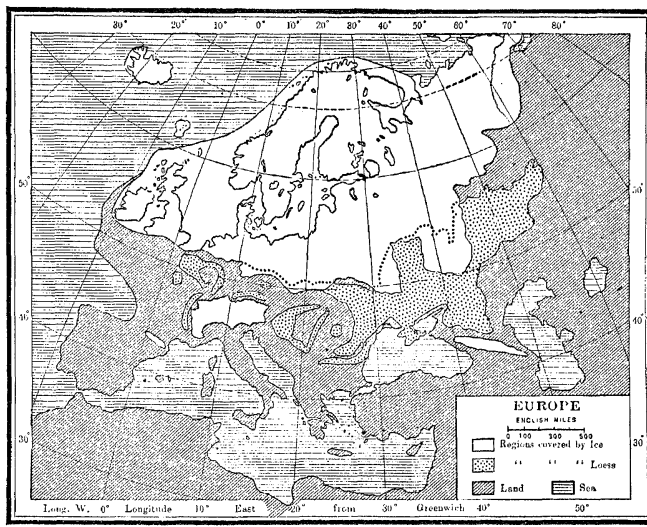 30° 20° 10° 0° 10° 20° 30° 40° 50° 60° 70° 80°
50° 50°
40° 40°
30° 30
EUROPE
ENGLISH MILES
0 100 300 500
Regions covered by Ice
" " " Loess
Land Sea
Long. W. 0° Longitude 10° East 20° from 30° Greenwich 40° 50°